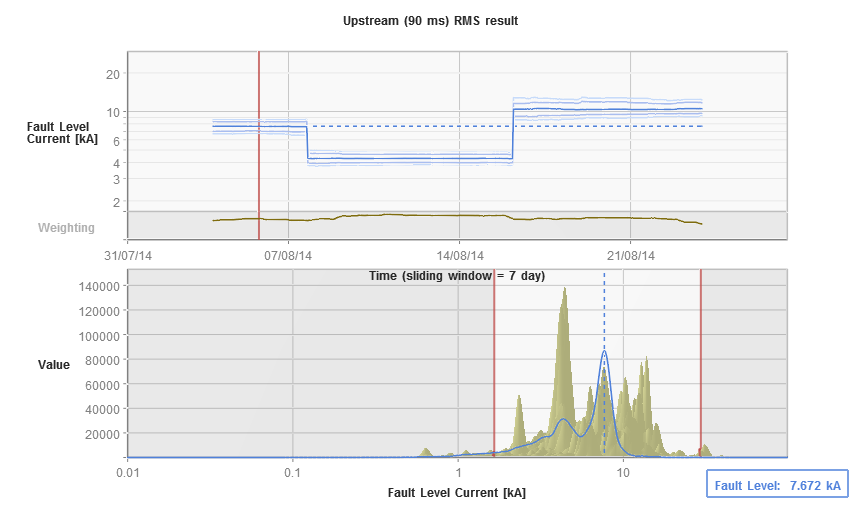 Upstream (90 ms) RMS result
20
10
Fault Level
Current [kA]
6
4
3
2
Weighting
31/07/14 07/08/14 14/08/14 21/08/14
Time (sliding window = 7 day)
140000
120000
100000
Value
80000
60000
40000
20000
0.01 0.1 1 10
Fault Level Current [kA]
Fault Level: 7.672 kA